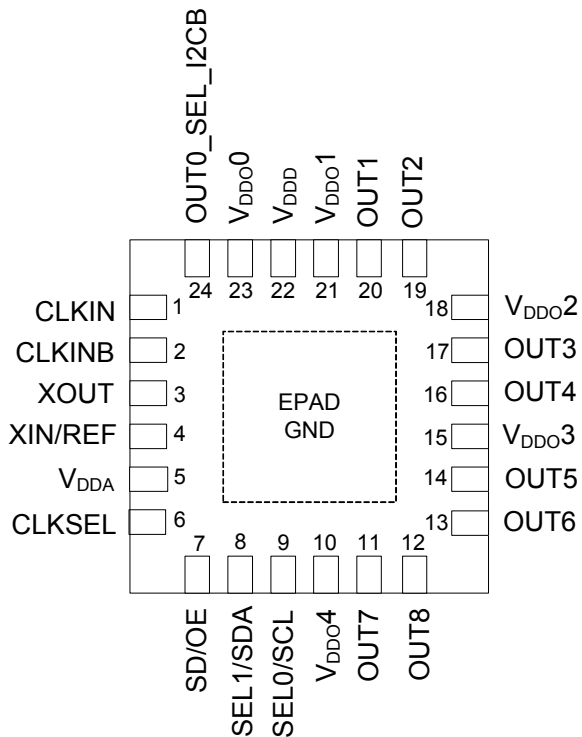 OUT0_SEL_I2CB
VDDO0
VDDD
VDDO1
OUT1
OUT2
24
23
22
21
20
19
CLKIN 1
CLKINB 2
XOUT 3
XIN/REF 4
VDDA 5
CLKSEL 6
EPAD
GND
18 VDDO2
17 OUT3
16 OUT4
15 VDDO3
14 OUT5
13 OUT6
7
8
9
10
11
12
SD/OE
SEL1/SDA
SEL0/SCL
VDDO4
OUT7
OUT8